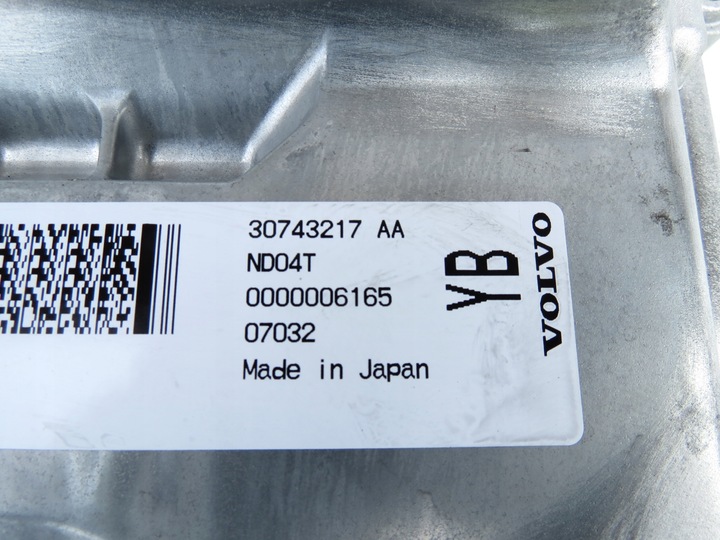 30743217 AA
ND04T
0000006165
07032
Made in Japan
YB
VOLVO